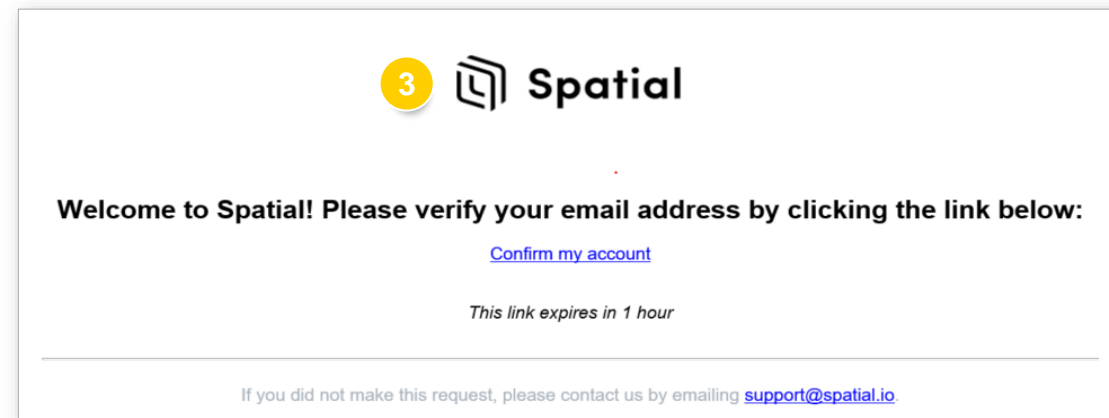 3 Spatial
Welcome to Spatial! Please verify your email address by clicking the link below:
Confirm my account
This link expires in 1 hour
If you did not make this request, please contact us by emailing support@spatial.io.